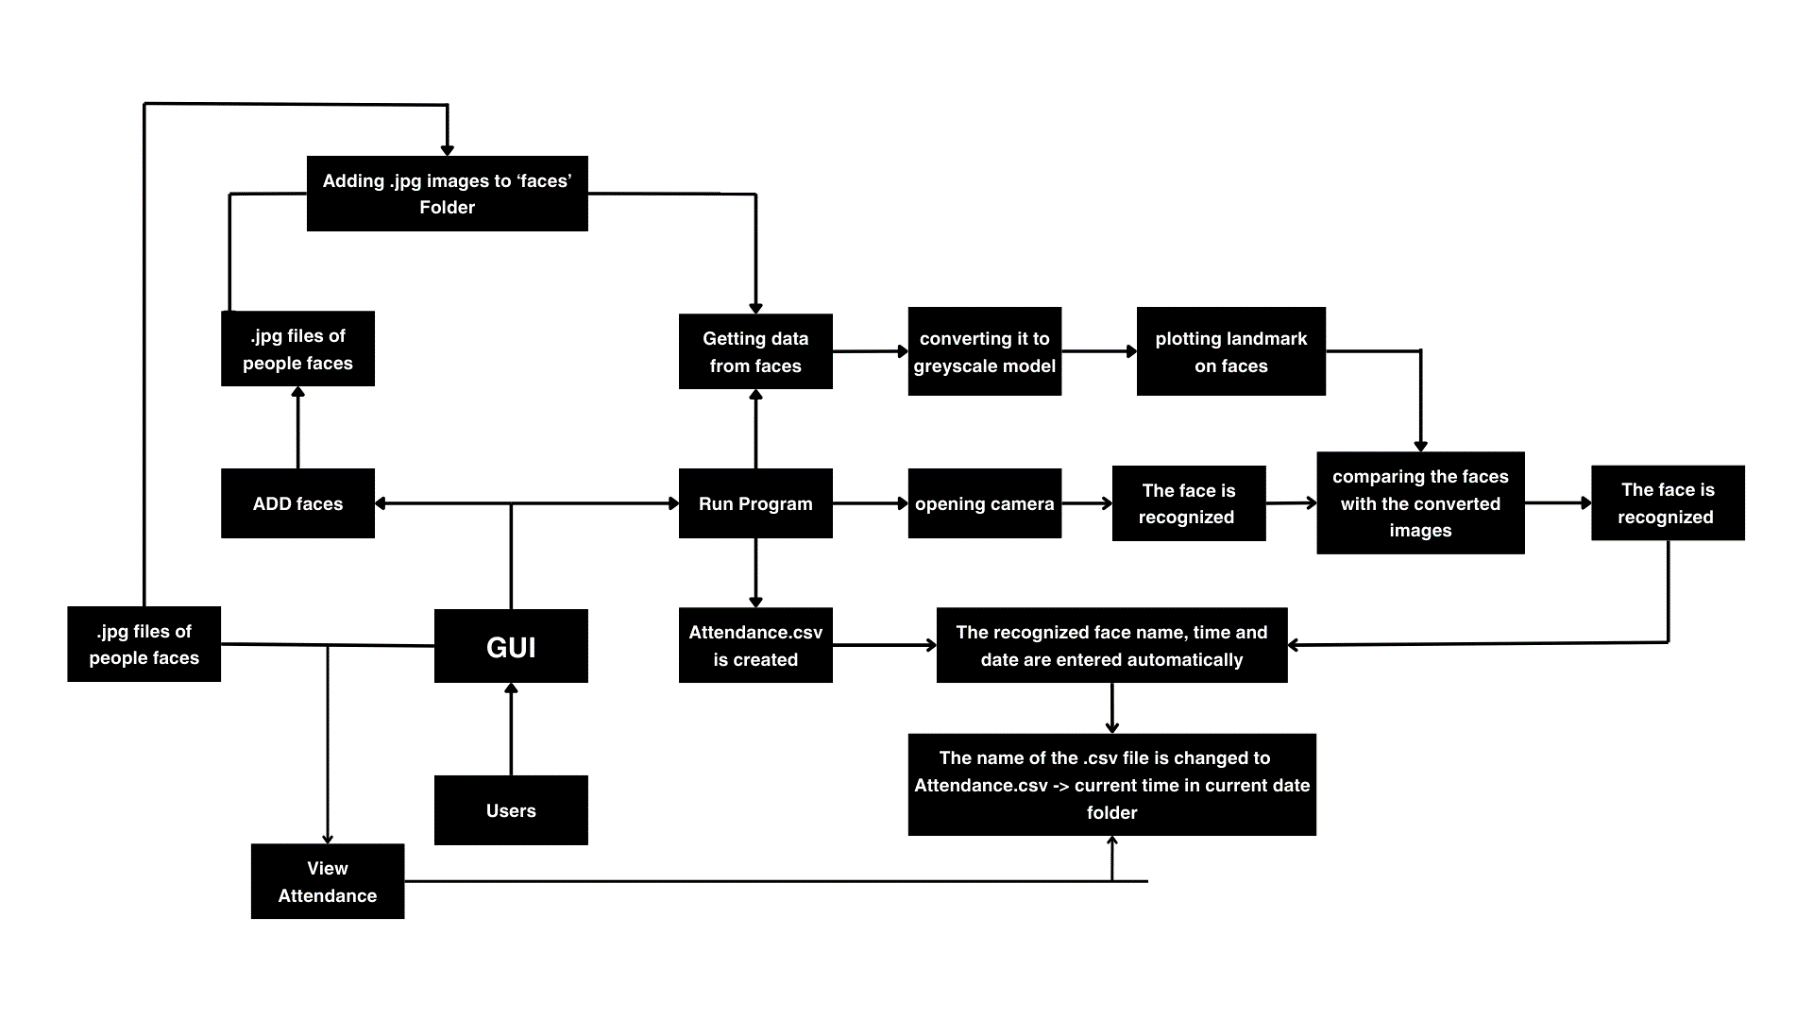 Adding .jpg images to ‘faces’
Folder
.jpg files of
people faces
Getting data
from faces
converting it to
greyscale model
plotting landmark
on faces
ADD faces
Run Program
opening camera
The face is
recognized
comparing the faces
with the converted
images
The face is
recognized
.jpg files of
people faces
GUI
Attendance.csv
is created
The recognized face name, time and
date are entered automatically
The name of the .csv file is changed to
Attendance.csv -> current time in current date
folder
Users
View
Attendance